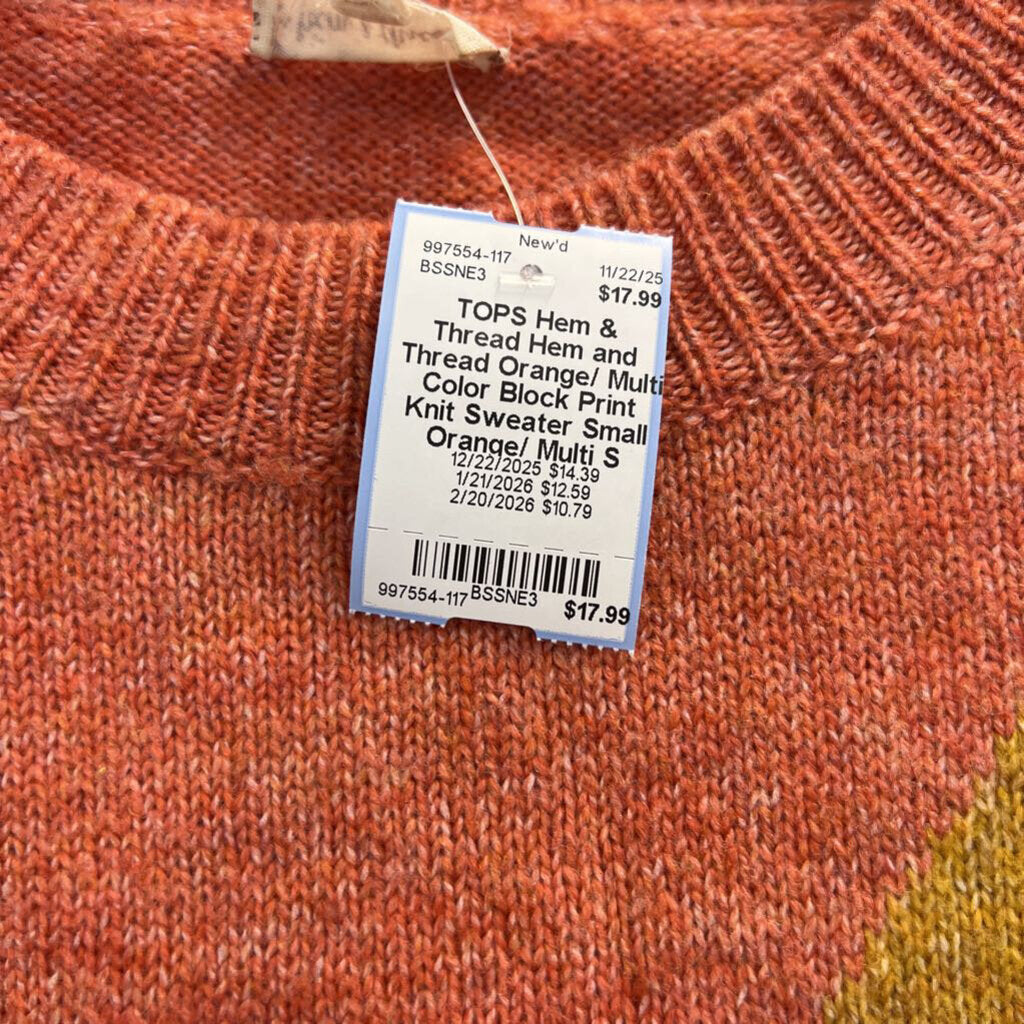 New'd
997554-117
BSSNE3
11/22/25
$17.99
TOPS Hem &
Thread Hem and
Thread Orange/ Multi
Color Block Print
Knit Sweater Small
Orange/ Multi S
12/22/2025 $14.39
1/21/2026 $12.59
2/20/2026 $10.79
997554-117 BSSNE3 $17.99